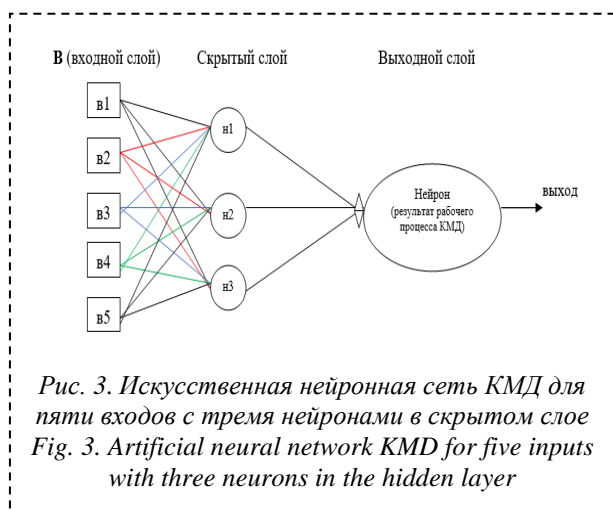 В (входной слой) Скрытый слой Выходной слой
в1
в2
в3
в4
в5
н1
н2
н3
Нейрон
(результат рабочего
процесса КМД)
выход
Рис. 3. Искусственная нейронная сеть КМД для
пяти входов с тремя нейронами в скрытом слое
Fig. 3. Artificial neural network KMD for five inputs
with three neurons in the hidden layer